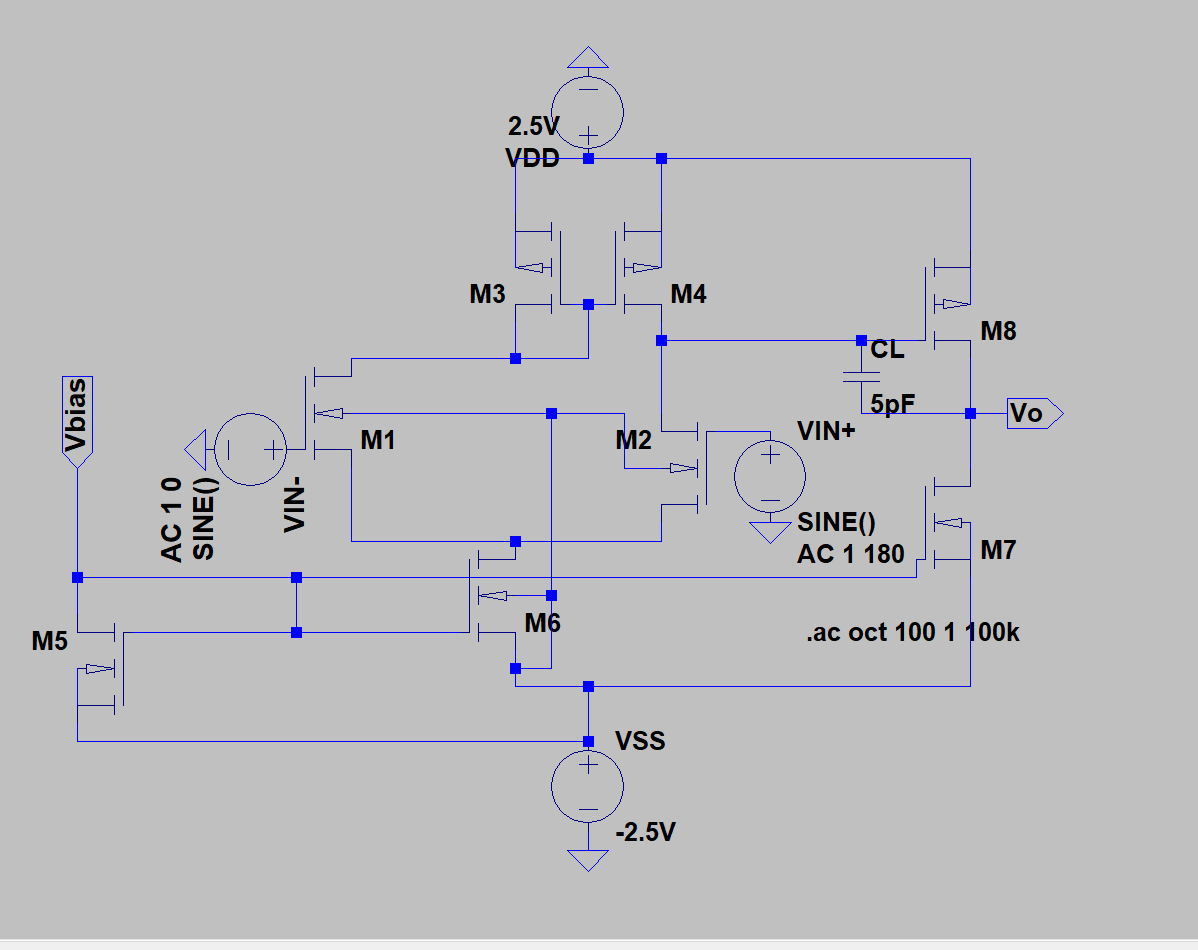 2.5V
VDD
M3
M4
M8
CL
5pF
Vo
Vbias
M1
M2
VIN+
AC 1 0
SINE()
VIN-
SINE()
AC 1 180
M7
M5
M6
.ac oct 100 1 100k
VSS
-2.5V